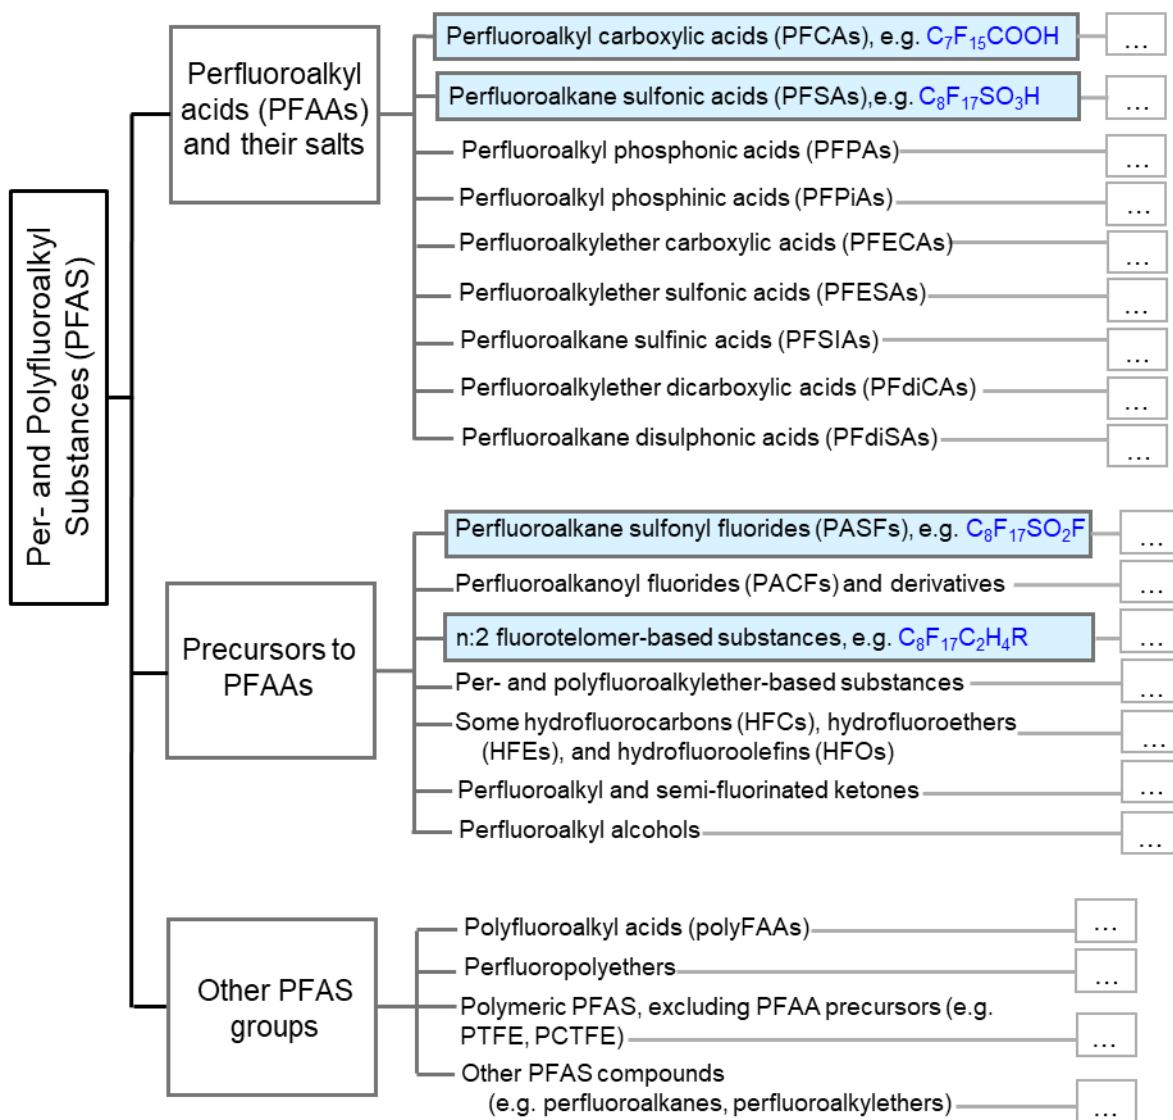 Per- and Polyfluoroalkyl
Substances (PFAS)
Perfluoroalkyl
acids (PFAAs)
and their salts
Perfluoroalkyl carboxylic acids (PFCAs), e.g. C₇F₁₅COOH
...
Perfluoroalkane sulfonic acids (PFSAs), e.g. C₈F₁₇SO₃H
...
Perfluoroalkyl phosphonic acids (PFPAs)
...
Perfluoroalkyl phosphinic acids (PFPiAs)
...
Perfluoroalkylether carboxylic acids (PFECAs)
...
Perfluoroalkylether sulfonic acids (PFESAs)
...
Perfluoroalkane sulfinic acids (PFSIAs)
...
Perfluoroalkylether dicarboxylic acids (PFdiCAs)
...
Perfluoroalkane disulphonic acids (PFdiSAs)
...
Precursors to
PFAAs
Perfluoroalkane sulfonyl fluorides (PASFs), e.g. C₈F₁₇SO₂F
...
Perfluoroalkanoyl fluorides (PACFs) and derivatives
...
n:2 fluorotelomer-based substances, e.g. C₈F₁₇C₂H₄R
...
Per- and polyfluoroalkylether-based substances
...
Some hydrofluorocarbons (HFCs), hydrofluoroethers
(HFEs), and hydrofluoroolefins (HFOs)
...
Perfluoroalkyl and semi-fluorinated ketones
...
Perfluoroalkyl alcohols
...
Other PFAS
groups
Polyfluoroalkyl acids (polyFAAs)
...
Perfluoropolyethers
...
Polymeric PFAS, excluding PFAA precursors (e.g.
PTFE, PCTFE)
...
Other PFAS compounds
(e.g. perfluoroalkanes, perfluoroalkylethers)
...